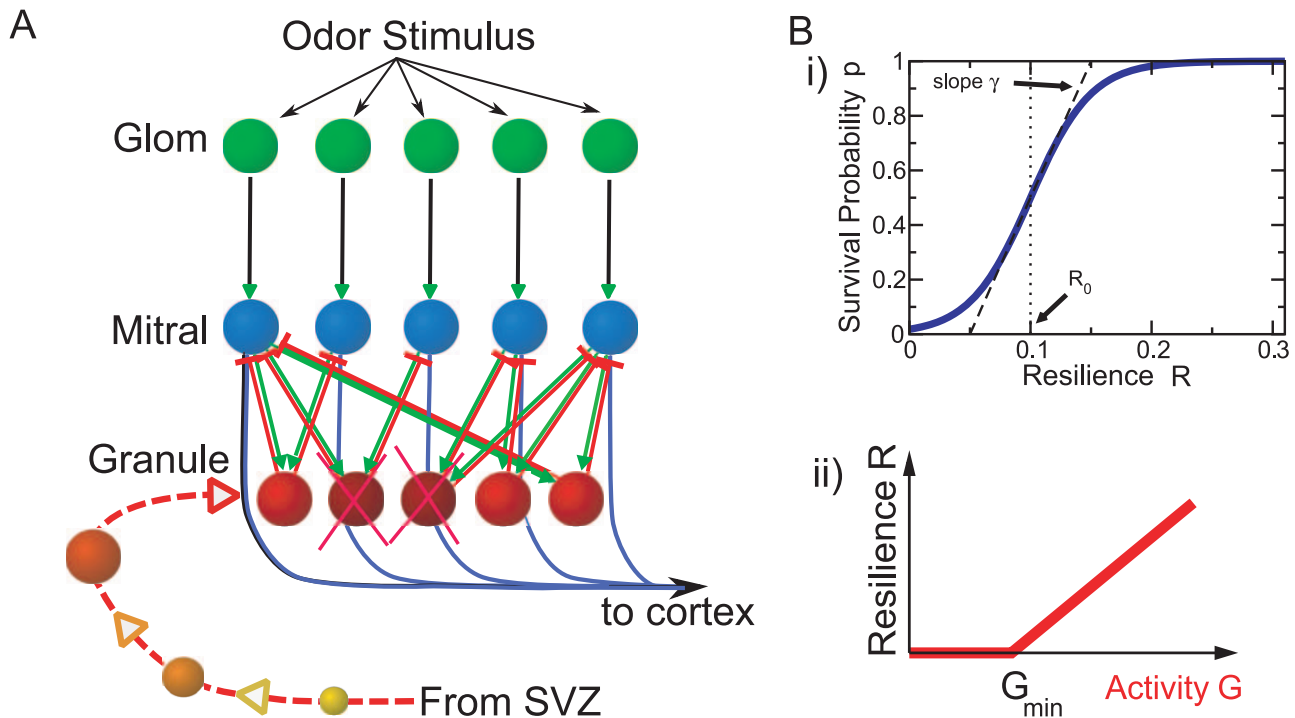 A
Odor Stimulus
Glom
Mitral
Granule
to cortex
From SVZ
B
i)
Survival Probability p
1
0.8
0.6
0.4
0.2
0
slope γ
R0
0
0.1
0.2
0.3
Resilience R
ii)
Resilience R
Gmin
Activity G